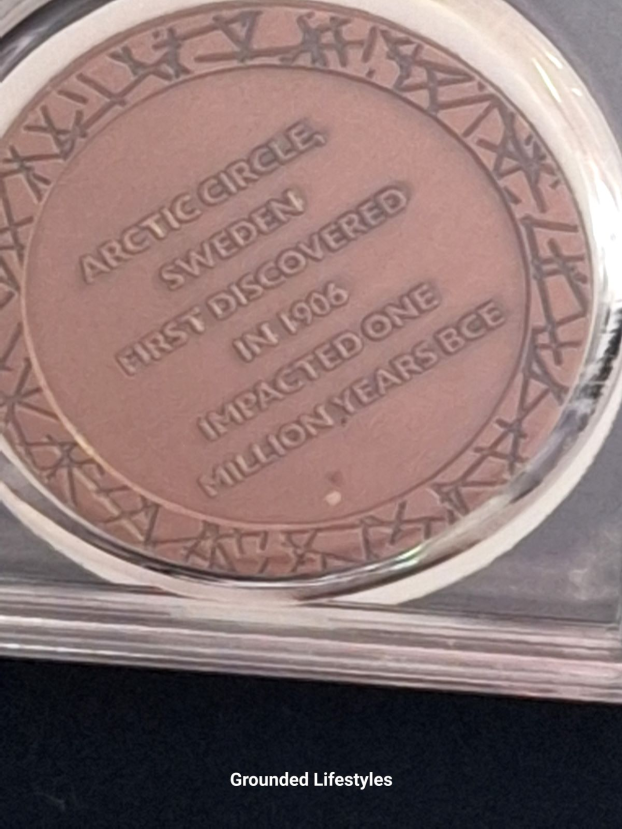 ARCTIC CIRCLE,
SWEDEN
FIRST DISCOVERED
IN 1906
IMPACTED ONE
MILLION YEARS BCE
Grounded Lifestyles